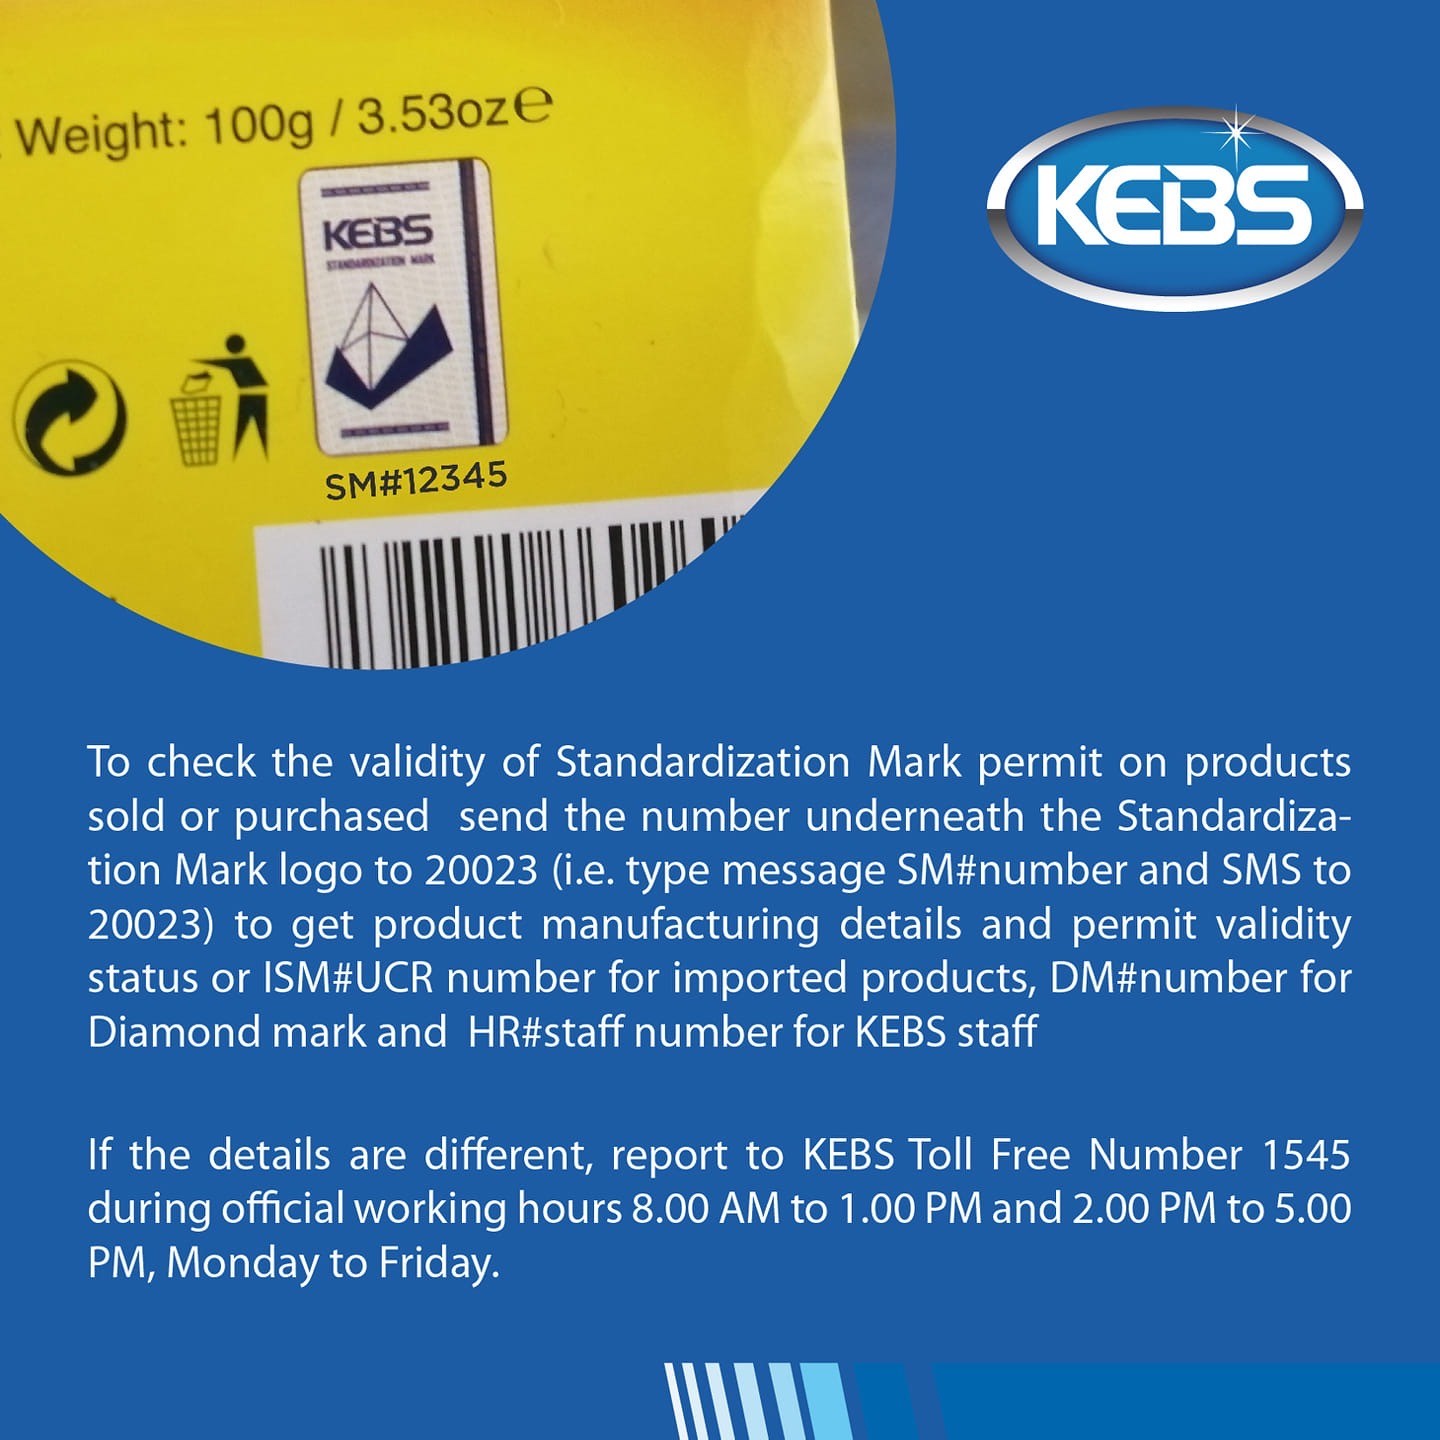 Weight: 100g / 3.53oz℮
KEBS
STANDARDIZATION MARK
SM#12345
KEBS
To check the validity of Standardization Mark permit on products
sold or purchased send the number underneath the Standardiza-
tion Mark logo to 20023 (i.e. type message SM#number and SMS to
20023) to get product manufacturing details and permit validity
status or ISM#UCR number for imported products, DM#number for
Diamond mark and HR#staff number for KEBS staff
If the details are different, report to KEBS Toll Free Number 1545
during official working hours 8.00 AM to 1.00 PM and 2.00 PM to 5.00
PM, Monday to Friday.